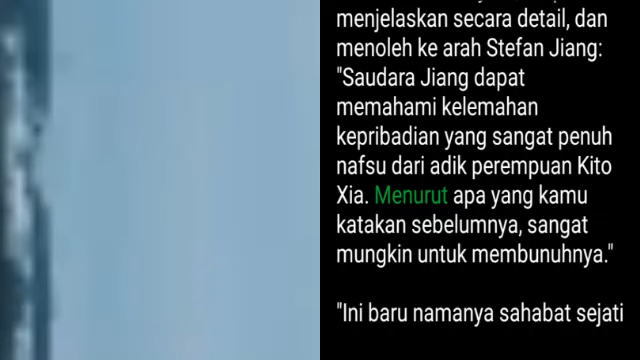 menjelaskan secara detail, dan
menoleh ke arah Stefan Jiang:
"Saudara Jiang dapat
memahami kelemahan
kepribadian yang sangat penuh
nafsu dari adik perempuan Kito
Xia. Menurut apa yang kamu
katakan sebelumnya, sangat
mungkin untuk membunuhnya."
"Ini baru namanya sahabat sejati